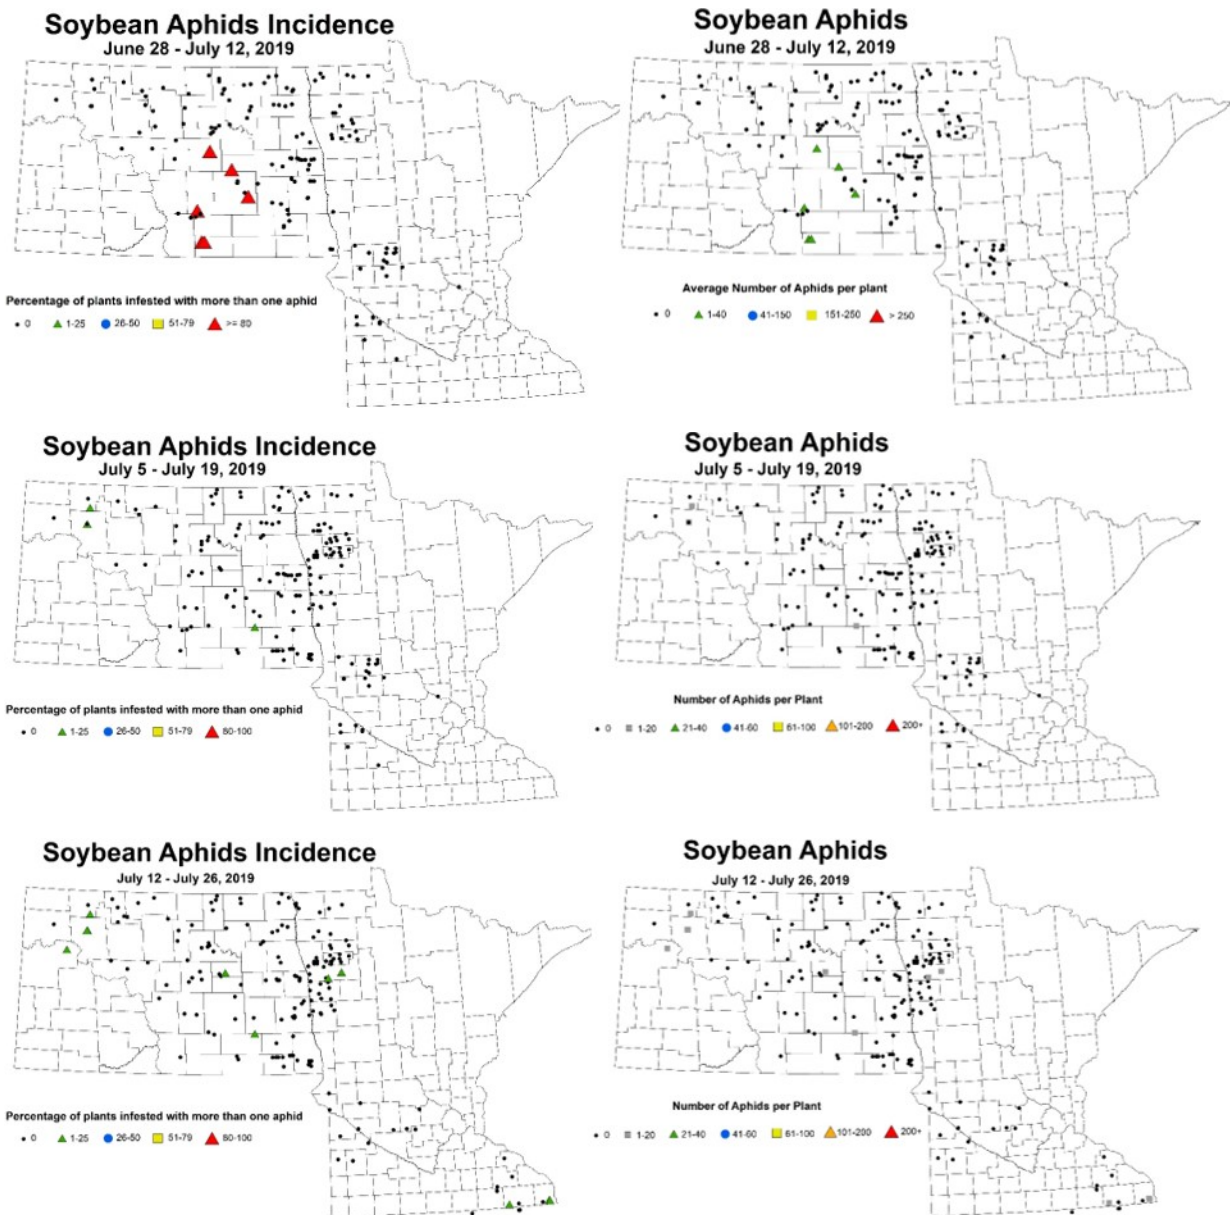 Soybean Aphids Incidence
June 28 - July 12, 2019
Percentage of plants infested with more than one aphid
0 1-25 26-50 51-79 >= 80
Soybean Aphids
June 28 - July 12, 2019
Average Number of Aphids per plant
0 1-40 41-150 151-250 > 250
Soybean Aphids Incidence
July 5 - July 19, 2019
Percentage of plants infested with more than one aphid
0 1-25 26-50 51-79 80-100
Soybean Aphids
July 5 - July 19, 2019
Number of Aphids per Plant
0 1-20 21-40 41-60 61-100 101-200 200+
Soybean Aphids Incidence
July 12 - July 26, 2019
Percentage of plants infested with more than one aphid
0 1-25 26-50 51-79 80-100
Soybean Aphids
July 12 - July 26, 2019
Number of Aphids per Plant
0 1-20 21-40 41-60 61-100 101-200 200+